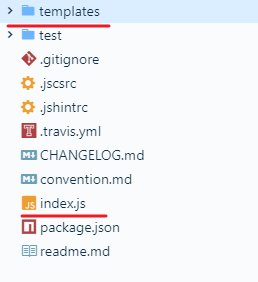 templates
test
.gitignore
.jscsrc
.jshintrc
.travis.yml
CHANGELOG.md
convention.md
index.js
package.json
readme.md